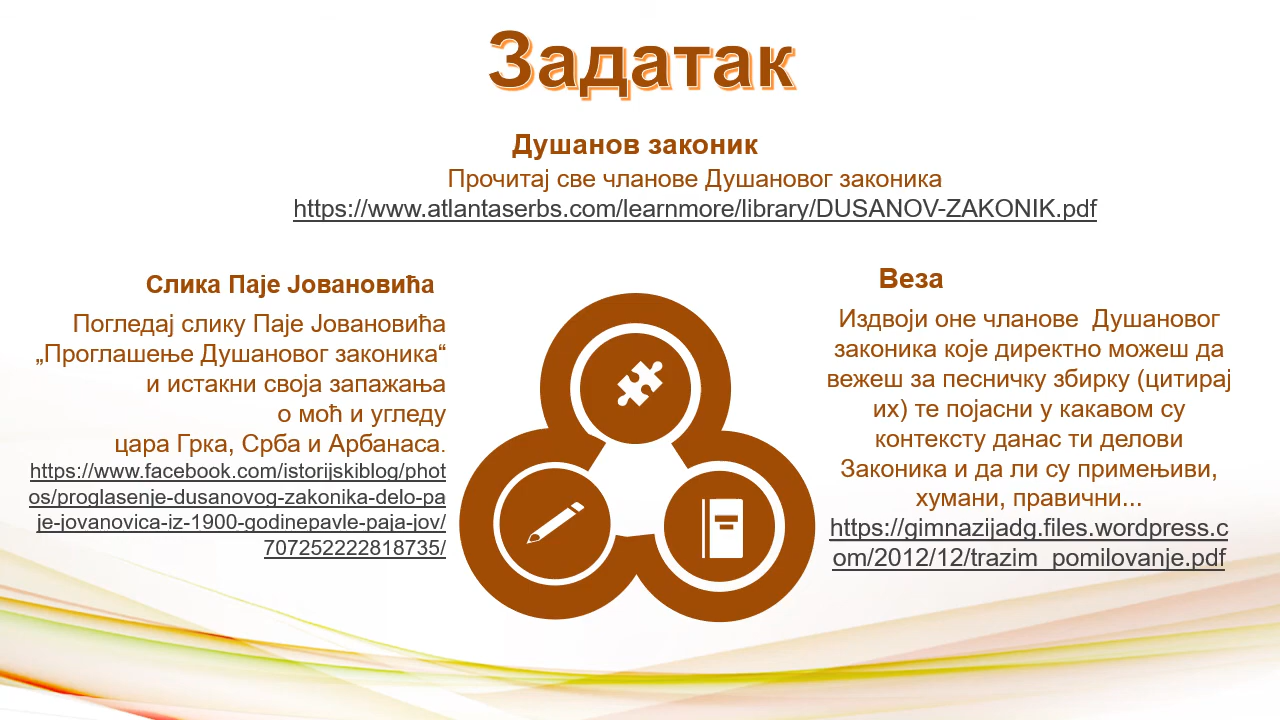 Задатак
Душанов законик
Прочитај све чланове Душановог законика
https://www.atlantaserbs.com/learnmore/library/DUSANOV-ZAKONIK.pdf
Слика Паје Јовановића
Погледај слику Паје Јовановића
„Проглашење Душановог законика“
и истакни своја запажања
о моћ и угледу
цара Грка, Срба и Арбанаса.
https://www.facebook.com/istorijskiblog/phot
os/proglasenje-dusanovog-zakonika-delo-pa
je-jovanovica-iz-1900-godinepavle-paja-jov/
707252222818735/
Веза
Издвоји оне чланове  Душановог
законика које директно можеш да
вежеш за песничку збирку (цитирај
их) те појасни у какавом су
контексту данас ти делови
Законика и да ли су примењиви,
хумани, правични...
https://gimnazijadg.files.wordpress.c
om/2012/12/trazim_pomilovanje.pdf